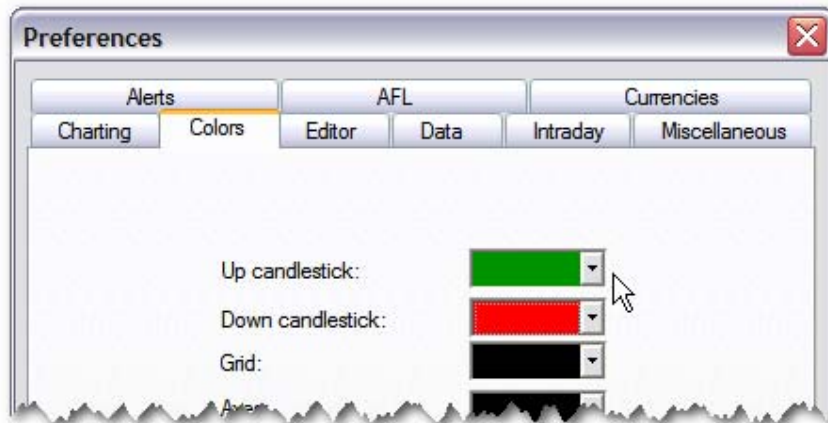 Preferences
Alerts AFL Currencies
Charting Colors Editor Data Intraday Miscellaneous
Up candlestick:
Down candlestick:
Grid: